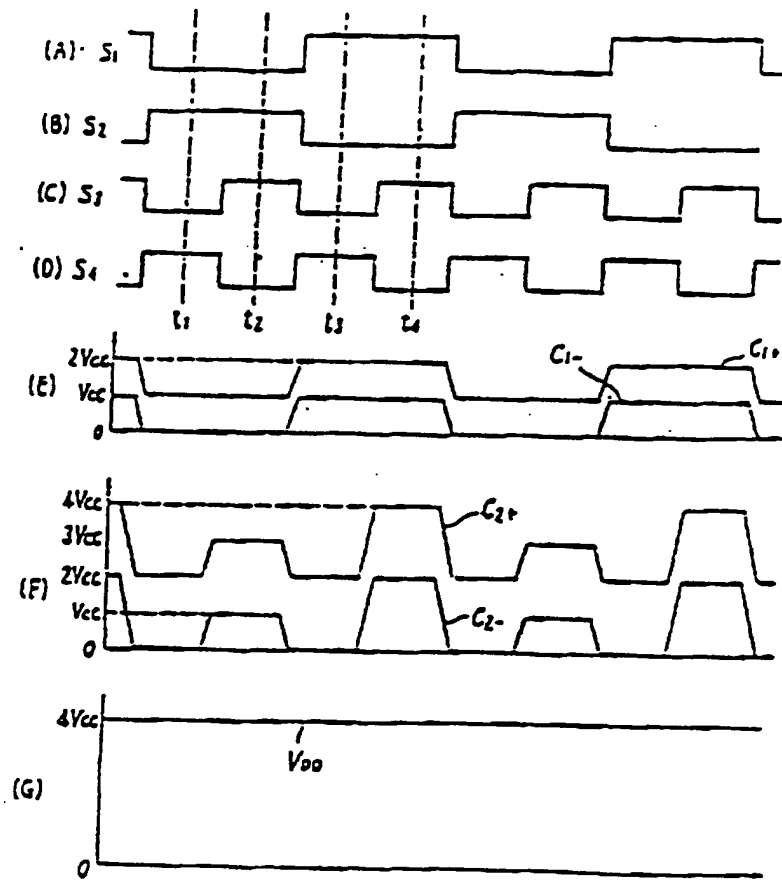 (A) S1
(B) S2
(C) S3
(D) S4
t1 t2 t3 t4
(E)
2Vcc
Vcc
0
C1-
C1+
(F)
4Vcc
3Vcc
2Vcc
Vcc
0
C2+
C2-
(G)
4Vcc
VDD
0